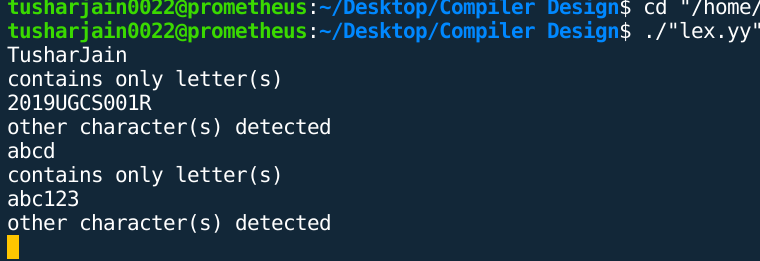 tusharjain0022@prometheus:~/Desktop/Compiler Design$ cd "/home/
tusharjain0022@prometheus:~/Desktop/Compiler Design$ ./"lex.yy"
TusharJain
contains only letter(s)
2019UGCS001R
other character(s) detected
abcd
contains only letter(s)
abc123
other character(s) detected